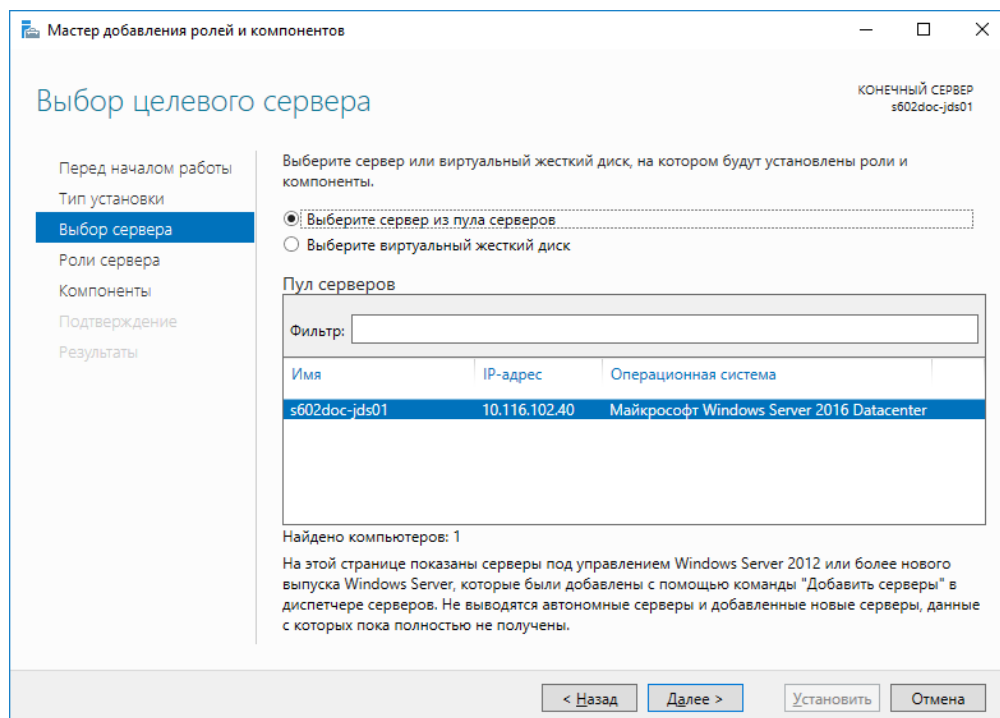 Мастер добавления ролей и компонентов
Выбор целевого сервера
КОНЕЧНЫЙ СЕРВЕР
s602doc-jds01
Перед началом работы
Тип установки
Выбор сервера
Роли сервера
Компоненты
Подтверждение
Результаты
Выберите сервер или виртуальный жесткий диск, на котором будут установлены роли и
компоненты.
Выберите сервер из пула серверов
Выберите виртуальный жесткий диск
Пул серверов
Фильтр:
Имя IP-адрес Операционная система
s602doc-jds01 10.116.102.40 Майкрософт Windows Server 2016 Datacenter
Найдено компьютеров: 1
На этой странице показаны серверы под управлением Windows Server 2012 или более нового
выпуска Windows Server, которые были добавлены с помощью команды "Добавить серверы" в
диспетчере серверов. Не выводятся автономные серверы и добавленные новые серверы, данные
с которых пока полностью не получены.
< Назад Далее > Установить Отмена